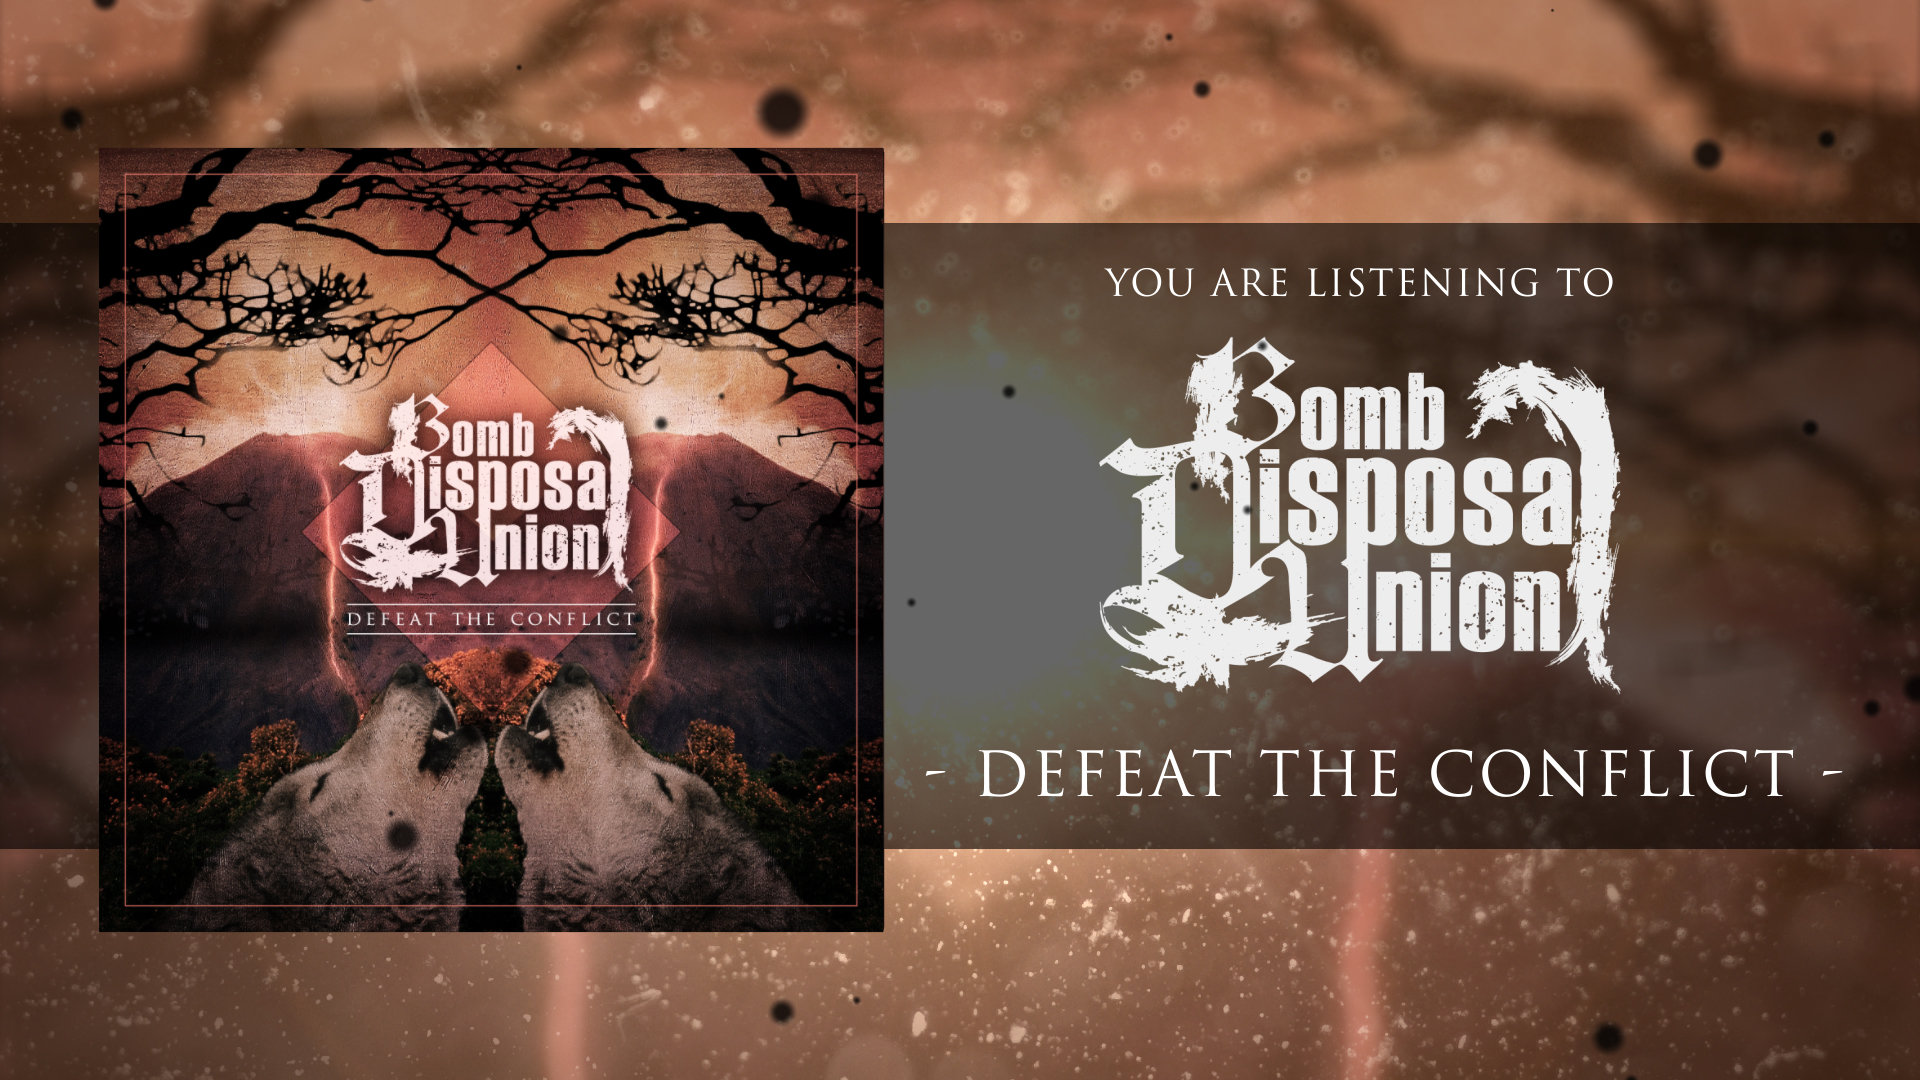 Bomb
Disposal
Union
DEFEAT THE CONFLICT
YOU ARE LISTENING TO
Bomb
Disposal
Union
- DEFEAT THE CONFLICT -